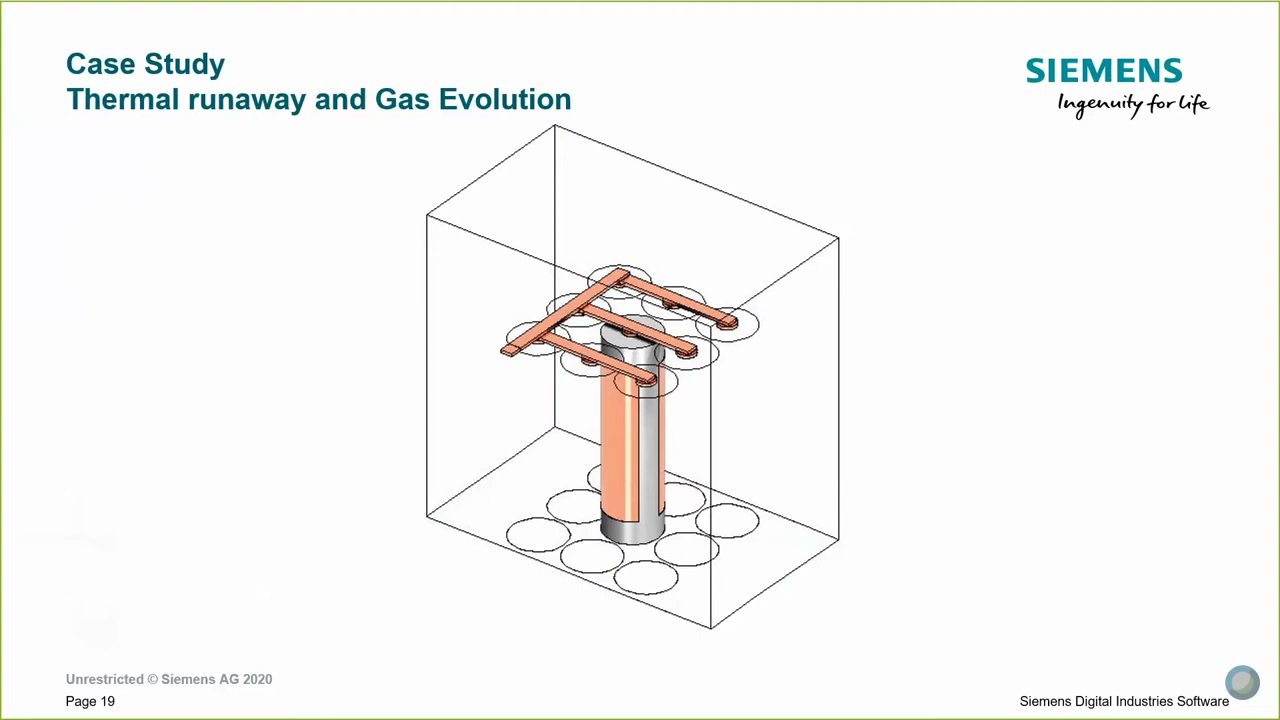 Case Study
Thermal runaway and Gas Evolution
SIEMENS
Ingenuity for life
Unrestricted © Siemens AG 2020
Page 19
Siemens Digital Industries Software